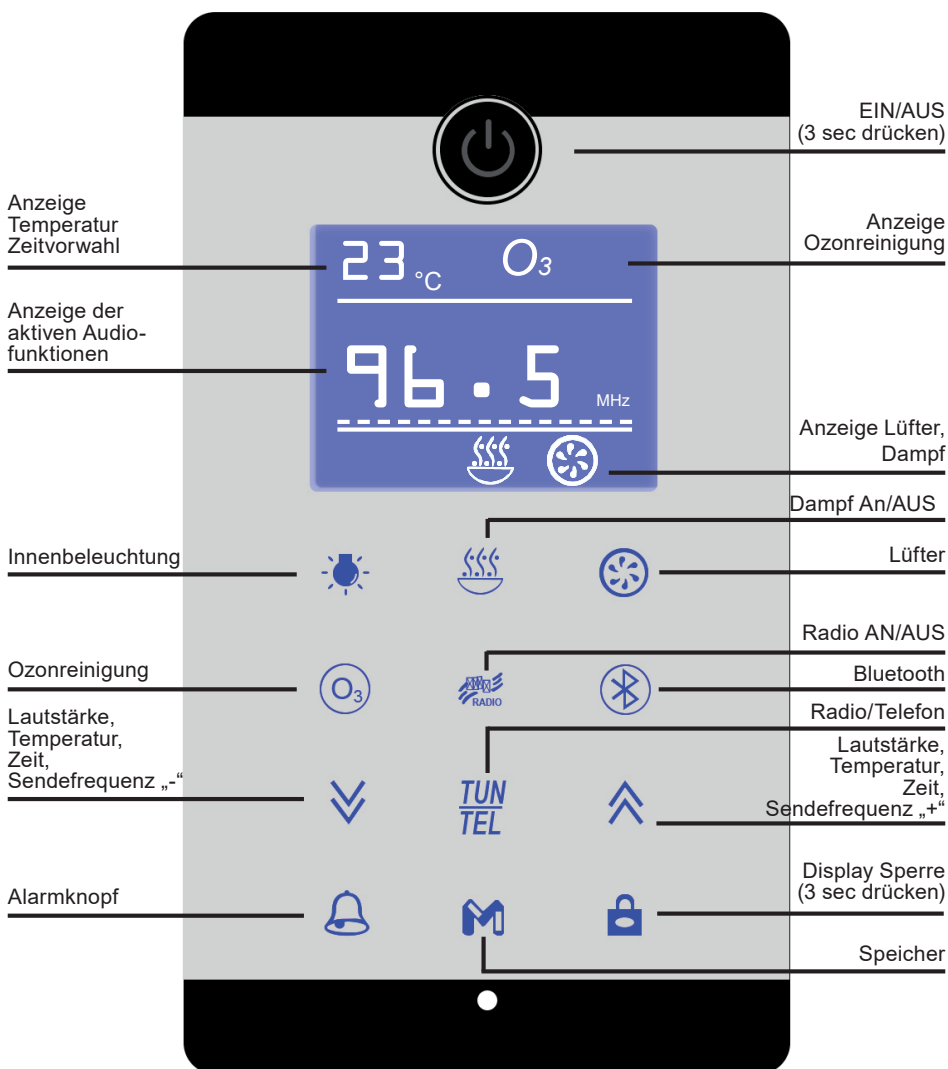 EIN/AUS
(3 sec drücken)
Anzeige
Temperatur
Zeitvorwahl
Anzeige
Ozonreinigung
23 °C O3
Anzeige der
aktiven Audio-
funktionen
96.5 MHz
Anzeige Lüfter,
Dampf
Dampf An/AUS
Innenbeleuchtung
Lüfter
Radio AN/AUS
Ozonreinigung
Bluetooth
O3
RADIO
Radio/Telefon
Lautstärke,
Temperatur,
Zeit,
Sendefrequenz „-“
TUN
TEL
Lautstärke,
Temperatur,
Zeit,
Sendefrequenz „+“
Alarmknopf
M
Display Sperre
(3 sec drücken)
Speicher